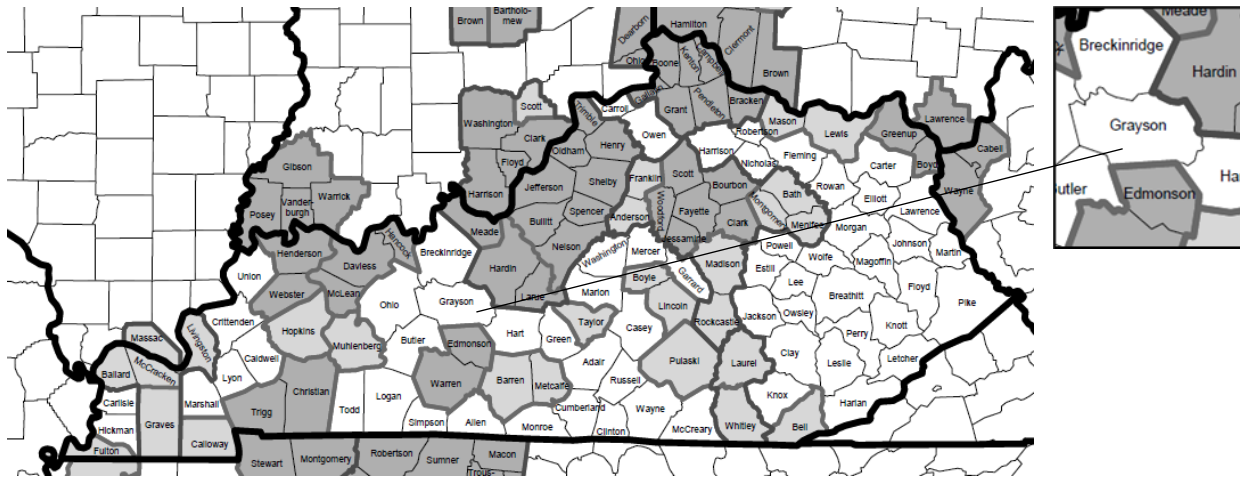 Brown
Bartholo-
mew
Dearborn
Ohio
Hamilton
Clermont
Brown
Boone
Kenton
Campbell
Gallatin
Grant
Pendleton
Bracken
Mason
Robertson
Lewis
Greenup
Lawrence
Boyd
Cabell
Wayne
Scott
Washington
Clark
Floyd
Harrison
Trimble
Carroll
Owen
Henry
Oldham
Shelby
Jefferson
Harrison
Nicholas
Fleming
Carter
Rowan
Elliott
Lawrence
Franklin
Scott
Bourbon
Bath
Montgomery
Menifee
Morgan
Johnson
Martin
Gibson
Posey
Vander-
burgh
Warrick
Spencer
Bullitt
Anderson
Woodford
Fayette
Clark
Jessamine
Powell
Wolfe
Magoffin
Floyd
Pike
Meade
Nelson
Washington
Mercer
Garrard
Madison
Estill
Lee
Breathitt
Knott
Henderson
Daviess
Hancock
Breckinridge
Hardin
Larue
Marion
Boyle
Lincoln
Rockcastle
Jackson
Owsley
Perry
Letcher
Union
Webster
McLean
Ohio
Grayson
Hart
Green
Taylor
Casey
Pulaski
Laurel
Clay
Leslie
Harlan
Crittenden
Livingston
Hopkins
Muhlenberg
Butler
Edmonson
Warren
Barren
Metcalfe
Adair
Russell
Wayne
McCreary
Whitley
Knox
Bell
Massac
Ballard
McCracken
Lyon
Caldwell
Christian
Trigg
Todd
Logan
Simpson
Allen
Monroe
Cumberland
Clinton
Carlisle
Hickman
Fulton
Graves
Marshall
Calloway
Stewart
Montgomery
Robertson
Sumner
Macon
Trous-
Meade
Breckinridge
Hardin
Grayson
Butler
Edmonson
Ha